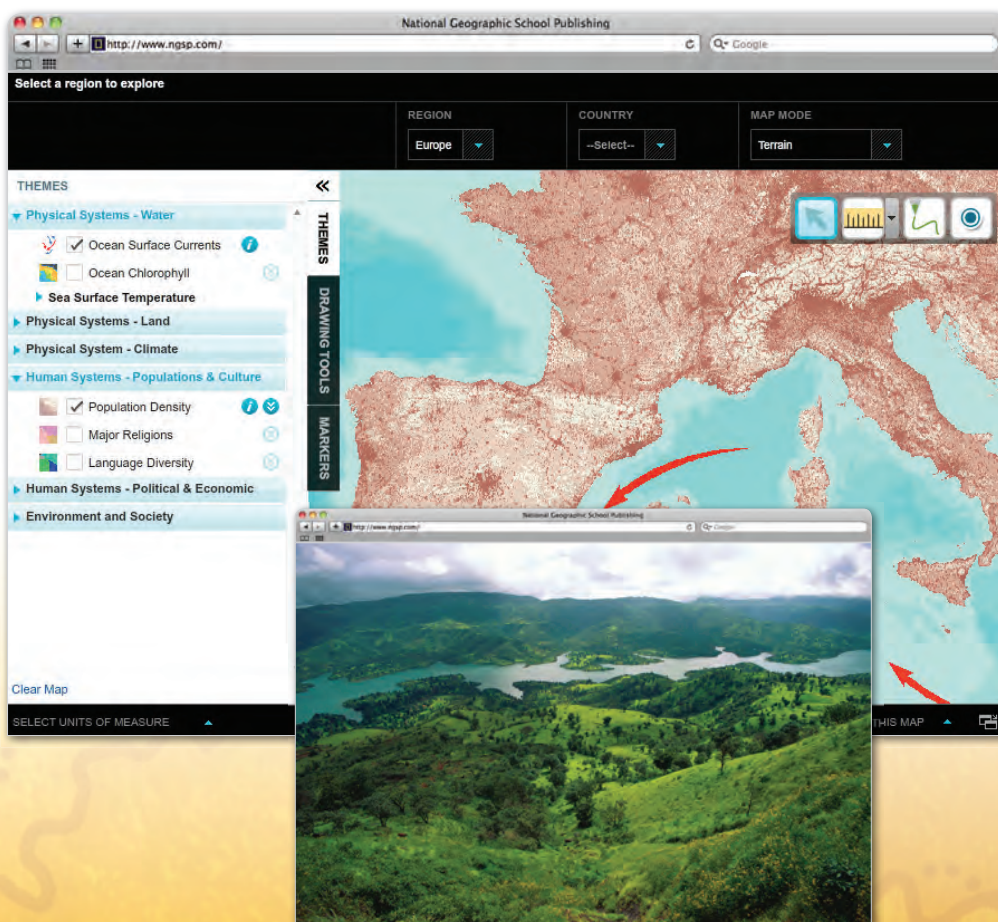 National Geographic School Publishing
http://www.ngsp.com/
Google
Select a region to explore
REGION
COUNTRY
MAP MODE
Europe
--Select--
Terrain
THEMES
Physical Systems - Water
Ocean Surface Currents
Ocean Chlorophyll
Sea Surface Temperature
Physical Systems - Land
Physical System - Climate
Human Systems - Populations & Culture
Population Density
Major Religions
Language Diversity
Human Systems - Political & Economic
Environment and Society
Clear Map
SELECT UNITS OF MEASURE
THEMES
DRAWING TOOLS
MARKERS
THIS MAP
National Geographic School Publishing
http://www.ngsp.com/
Google